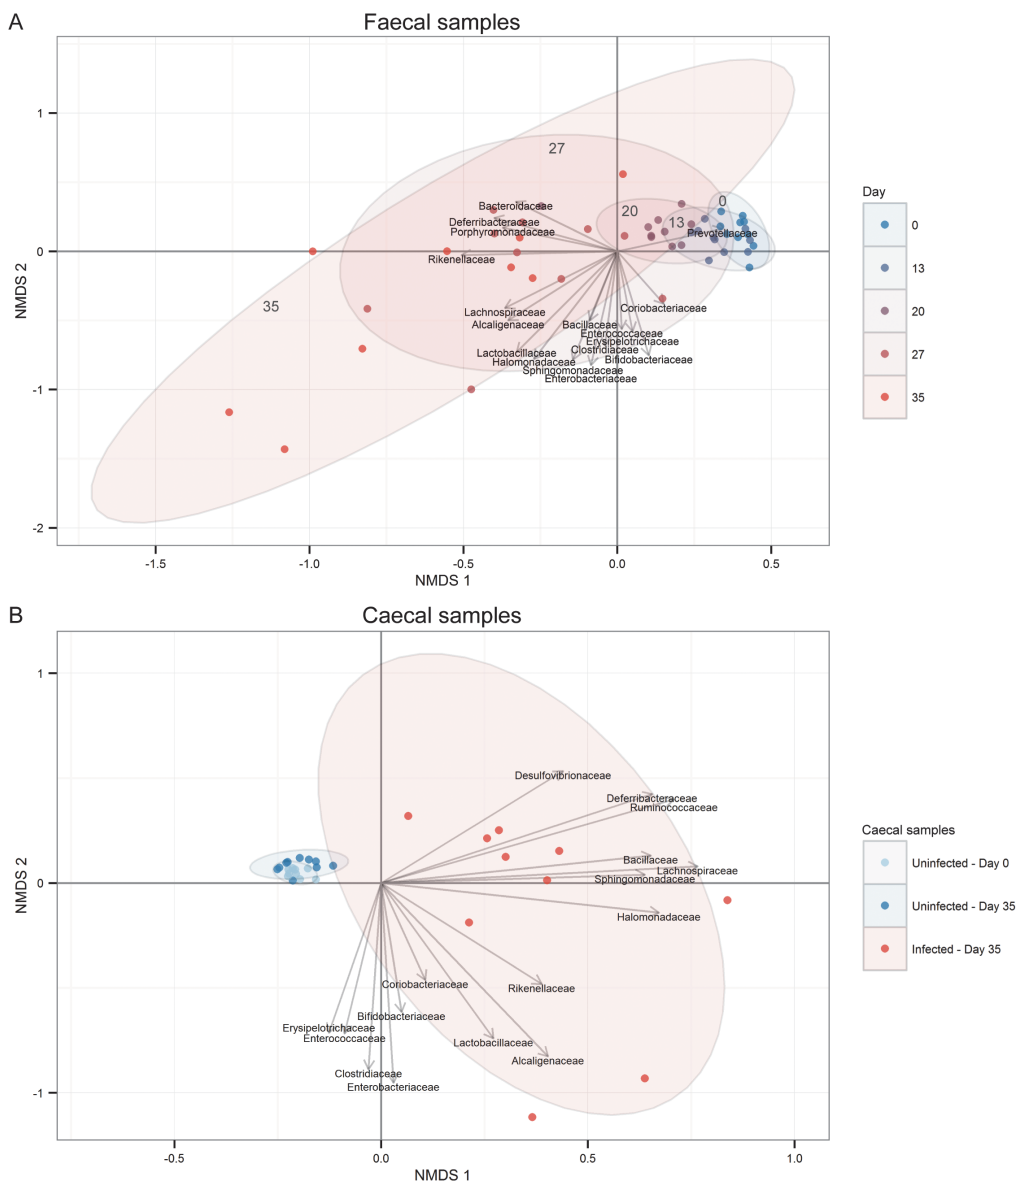 A
Faecal samples
1
0
-1
-2
NMDS 2
27
20
13
0
35
Bacteroidaceae
Deferribacteraceae
Porphyromonadaceae
Prevotellaceae
Rikenellaceae
Coriobacteriaceae
Lachnospiraceae
Alcaligenaceae
Bacillaceae
Enterococcaceae
Erysipelotrichaceae
Clostridiaceae
Lactobacillaceae
Bifidobacteriaceae
Halomonadaceae
Sphingomonadaceae
Enterobacteriaceae
-1.5
-1.0
-0.5
0.0
0.5
NMDS 1
Day
0
13
20
27
35
B
Caecal samples
1
0
-1
NMDS 2
Desulfovibrionaceae
Deferribacteraceae
Ruminococcaceae
Bacillaceae
Lachnospiraceae
Sphingomonadaceae
Halomonadaceae
Coriobacteriaceae
Rikenellaceae
Bifidobacteriaceae
Erysipelotrichaceae
Enterococcaceae
Lactobacillaceae
Alcaligenaceae
Clostridiaceae
Enterobacteriaceae
-0.5
0.0
0.5
1.0
NMDS 1
Caecal samples
Uninfected - Day 0
Uninfected - Day 35
Infected - Day 35